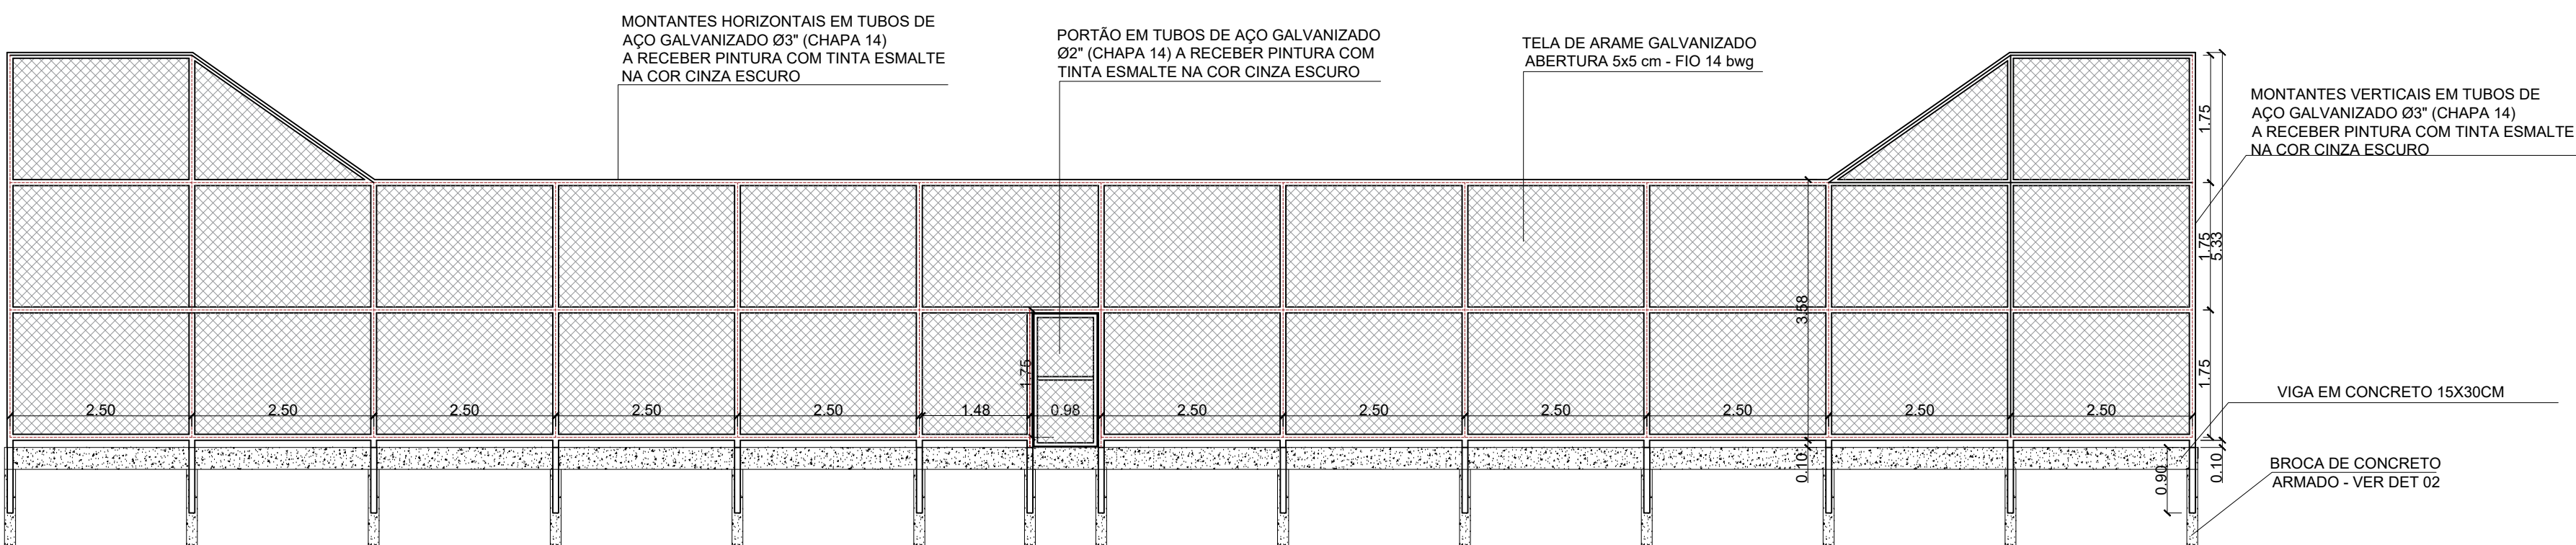 MONTANTES HORIZONTAIS EM TUBOS DE
AÇO GALVANIZADO Ø3" (CHAPA 14)
A RECEBER PINTURA COM TINTA ESMALTE
NA COR CINZA ESCURO
PORTÃO EM TUBOS DE AÇO GALVANIZADO
Ø2" (CHAPA 14) A RECEBER PINTURA COM
TINTA ESMALTE NA COR CINZA ESCURO
TELA DE ARAME GALVANIZADO
ABERTURA 5x5 cm - FIO 14 bwg
MONTANTES VERTICAIS EM TUBOS DE
AÇO GALVANIZADO Ø3" (CHAPA 14)
A RECEBER PINTURA COM TINTA ESMALTE
NA COR CINZA ESCURO
1.75
1.75
5.33
3.58
1.75
1.75
2.50
2.50
2.50
2.50
2.50
1.48
0.98
2.50
2.50
2.50
2.50
2.50
2.50
VIGA EM CONCRETO 15X30CM
0.10
0.90
0.10
BROCA DE CONCRETO
ARMADO - VER DET 02